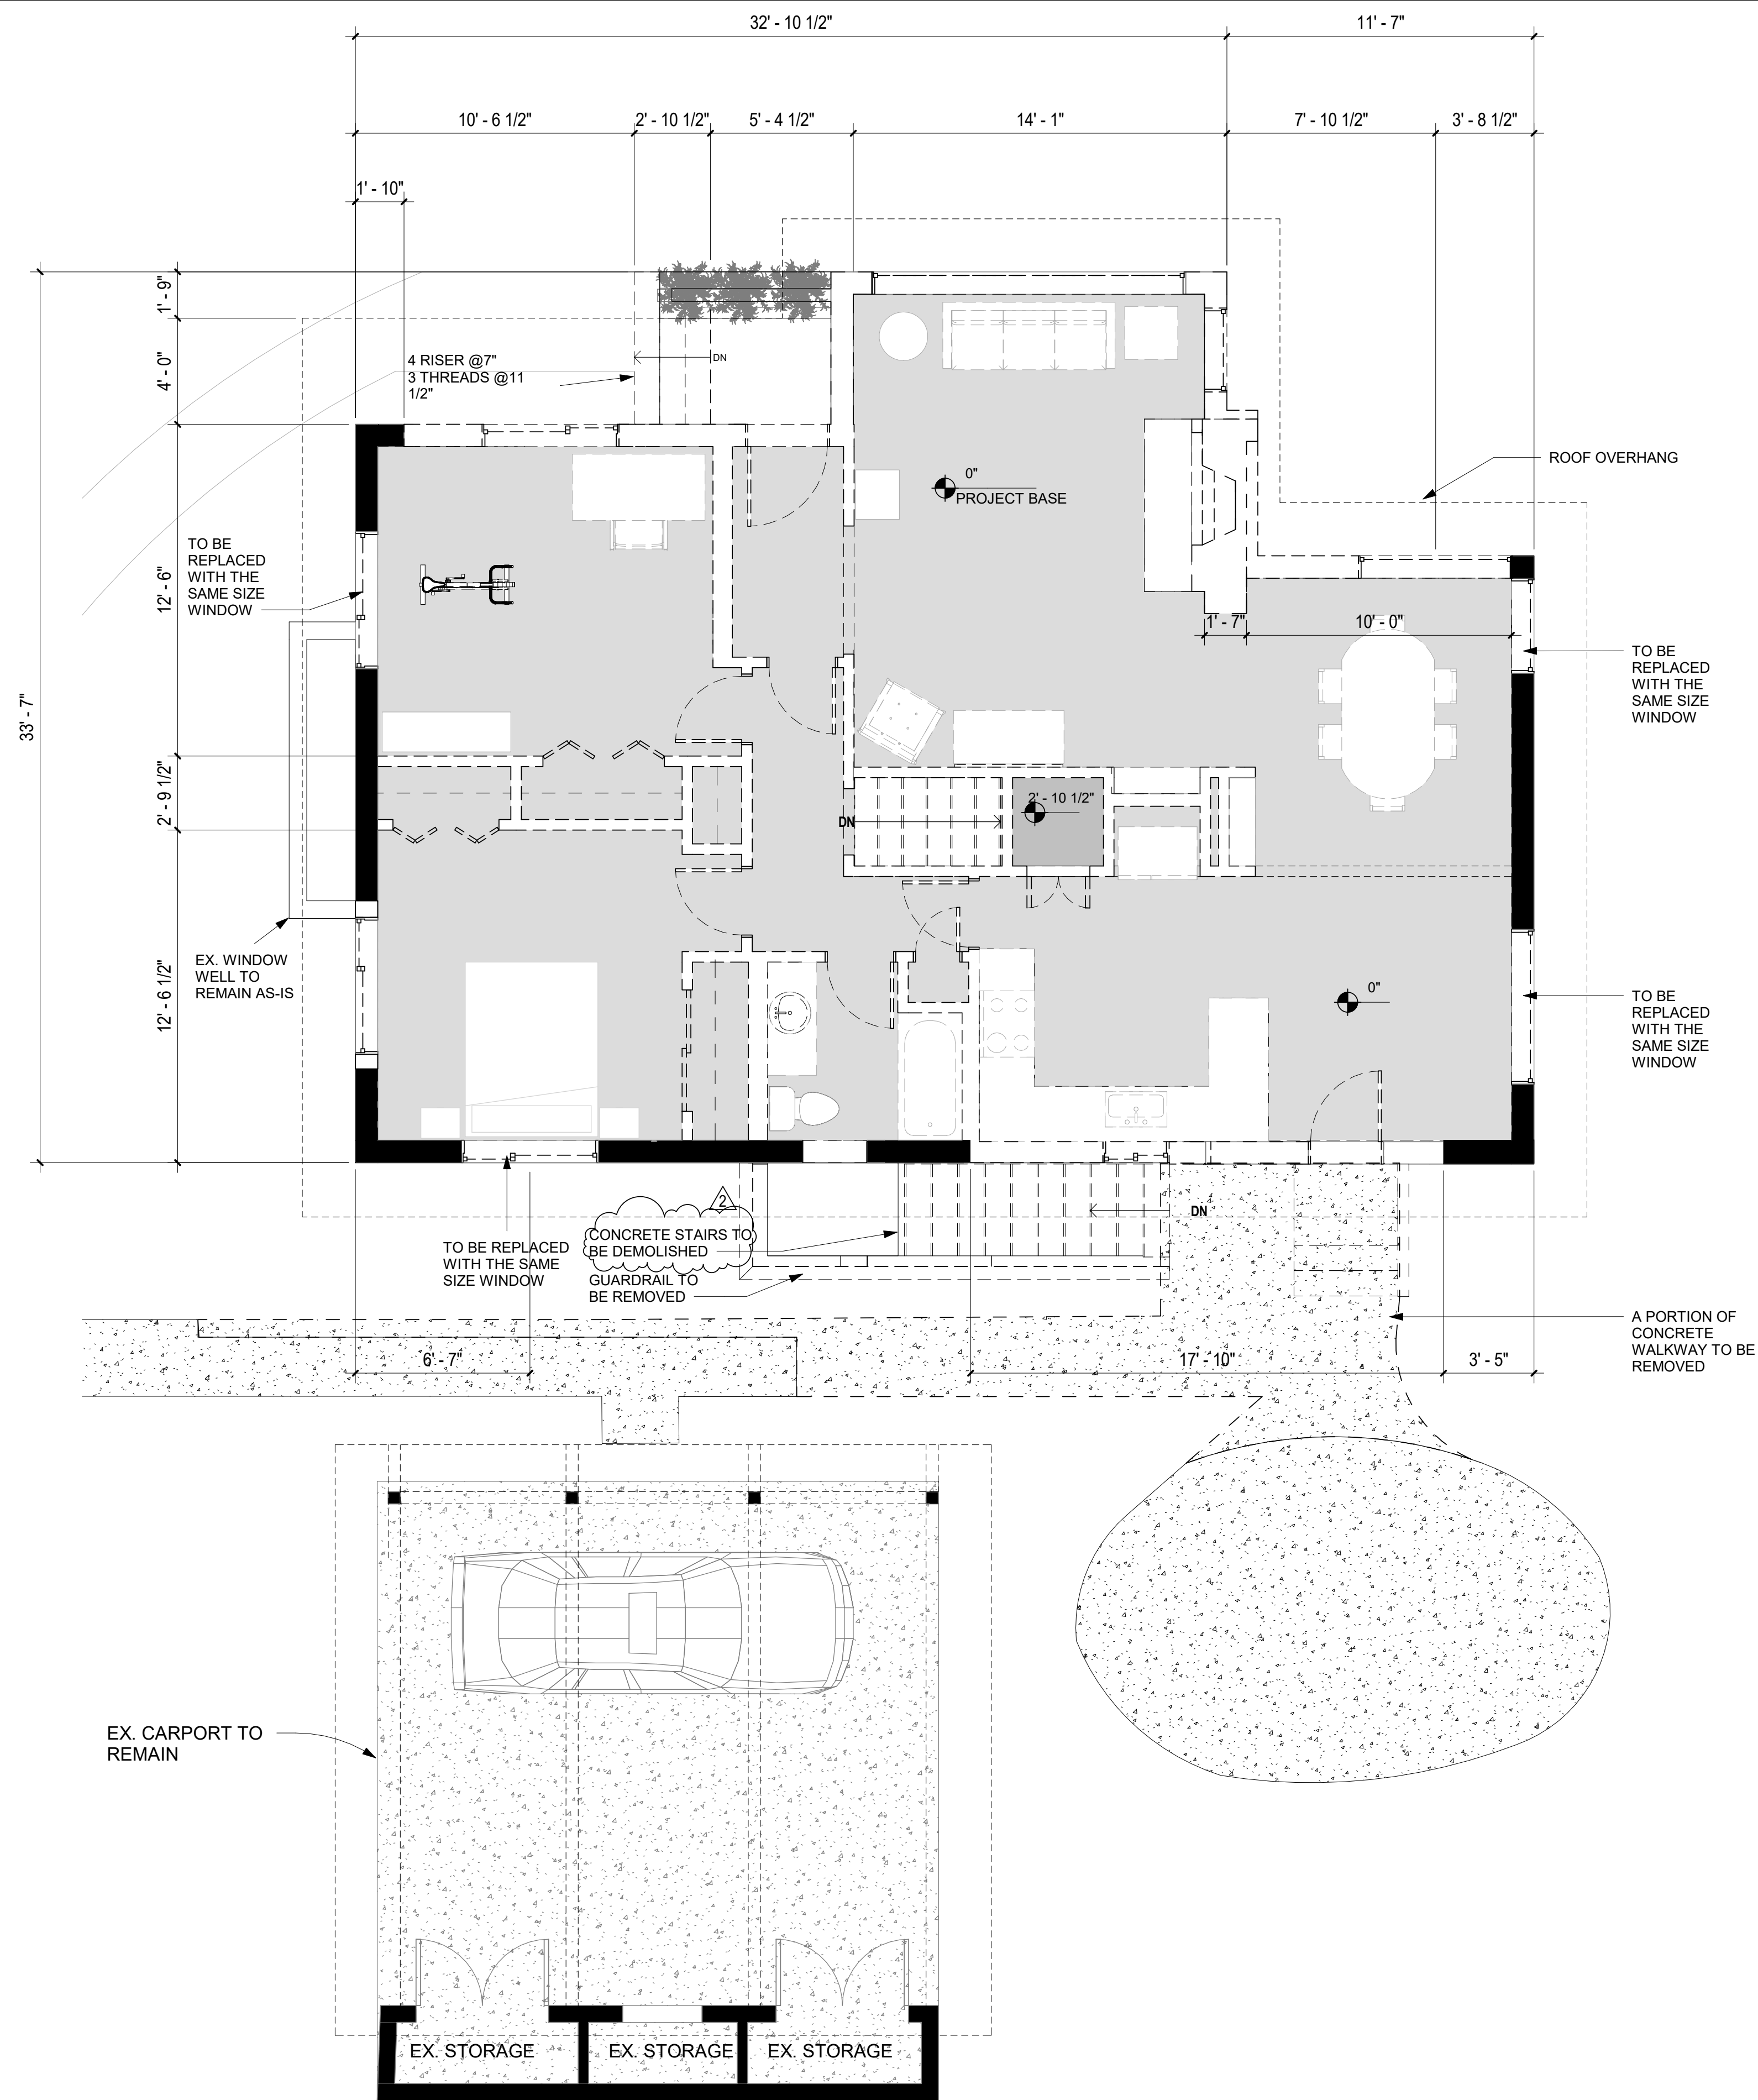 32' - 10 1/2"
11' - 7"
10' - 6 1/2"
2' - 10 1/2"
5' - 4 1/2"
14' - 1"
7' - 10 1/2"
3' - 8 1/2"
1' - 10"
1' - 9"
4' - 0"
4 RISER @7"
3 THREADS @11
1/2"
DN
ROOF OVERHANG
0"
PROJECT BASE
TO BE
REPLACED
WITH THE
SAME SIZE
WINDOW
12' - 6"
33' - 7"
1' - 7"
10' - 0"
TO BE
REPLACED
WITH THE
SAME SIZE
WINDOW
2' - 9 1/2"
DN
2' - 10 1/2"
EX. WINDOW
WELL TO
REMAIN AS-IS
12' - 6 1/2"
0"
TO BE
REPLACED
WITH THE
SAME SIZE
WINDOW
2
DN
CONCRETE STAIRS TO
BE DEMOLISHED
TO BE REPLACED
WITH THE SAME
SIZE WINDOW
GUARDRAIL TO
BE REMOVED
A PORTION OF
CONCRETE
WALKWAY TO BE
REMOVED
6' - 7"
17' - 10"
3' - 5"
EX. CARPORT TO
REMAIN
EX. STORAGE
EX. STORAGE
EX. STORAGE